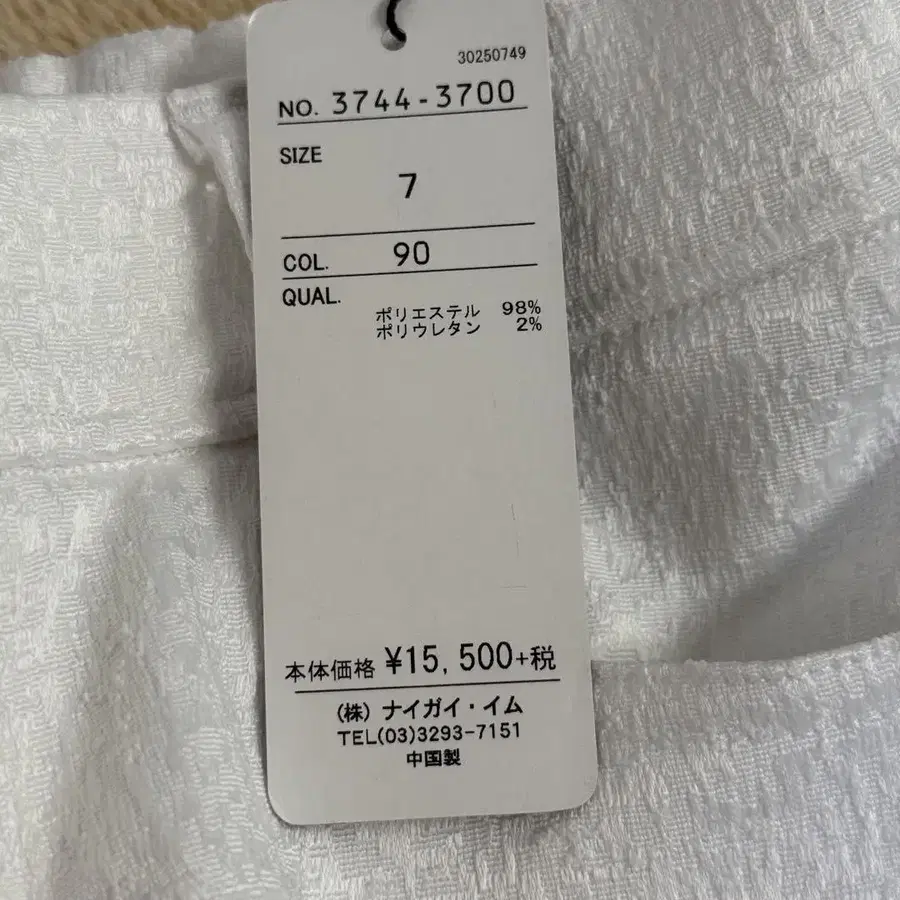 30250749
NO. 3744-3700
SIZE
7
COL. 90
QUAL.
ポリエステル 98%
ポリウレタン 2%
本体価格 ¥15,500+税
(株) ナイガイ・イム
TEL(03)3293-7151
中国製